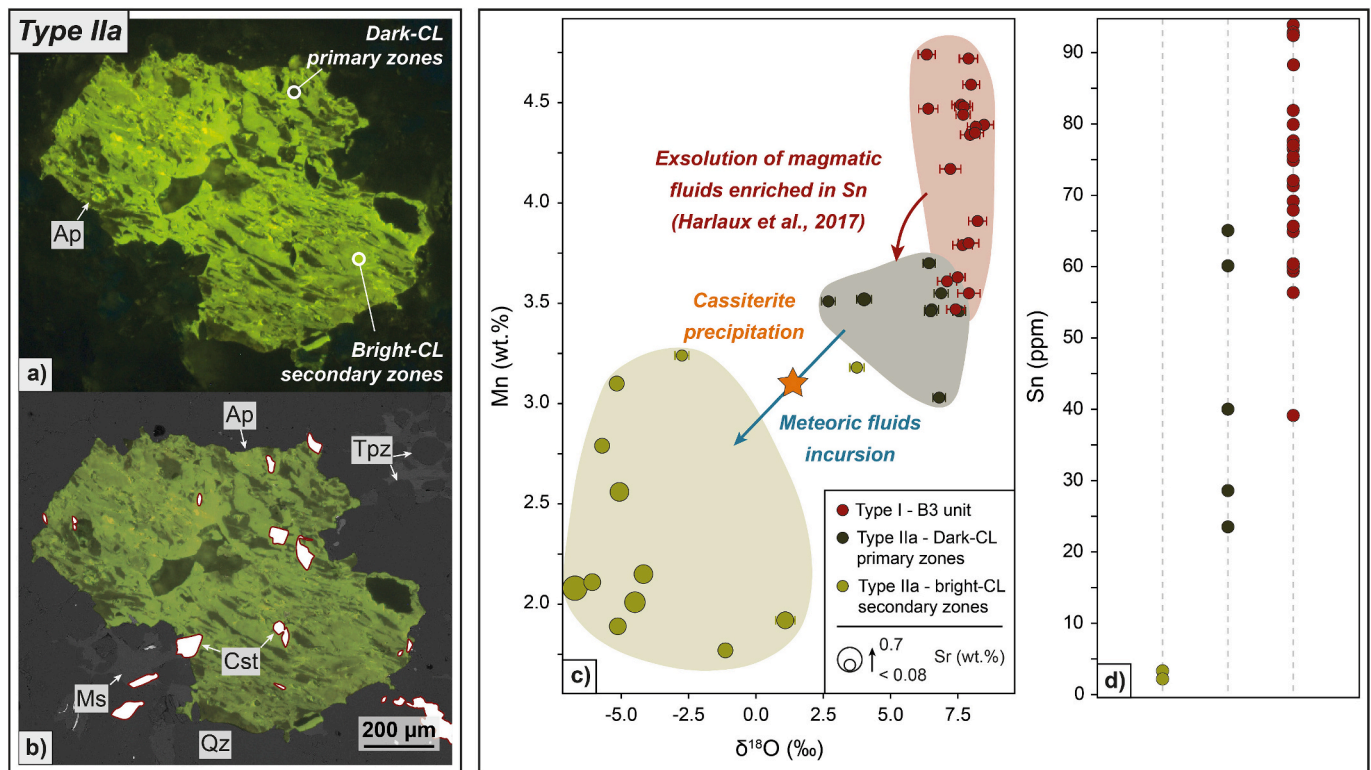 Type IIa
Dark-CL
primary zones
Ap
Bright-CL
secondary zones
a)
Ap
Tpz
Cst
Ms
200 µm
Qz
b)
Mn (wt.%)
4.5
4.0
3.5
3.0
2.5
2.0
Exsolution of magmatic
fluids enriched in Sn
(Harlaux et al., 2017)
Cassiterite
precipitation
Meteoric fluids
incursion
Type I - B3 unit
Type IIa - Dark-CL
primary zones
Type IIa - bright-CL
secondary zones
0.7
< 0.08
Sr (wt.%)
c)
-5.0 -2.5 0.0 2.5 5.0 7.5
δ¹⁸O (‰)
Sn (ppm)
90
80
70
60
50
40
30
20
10
0
d)